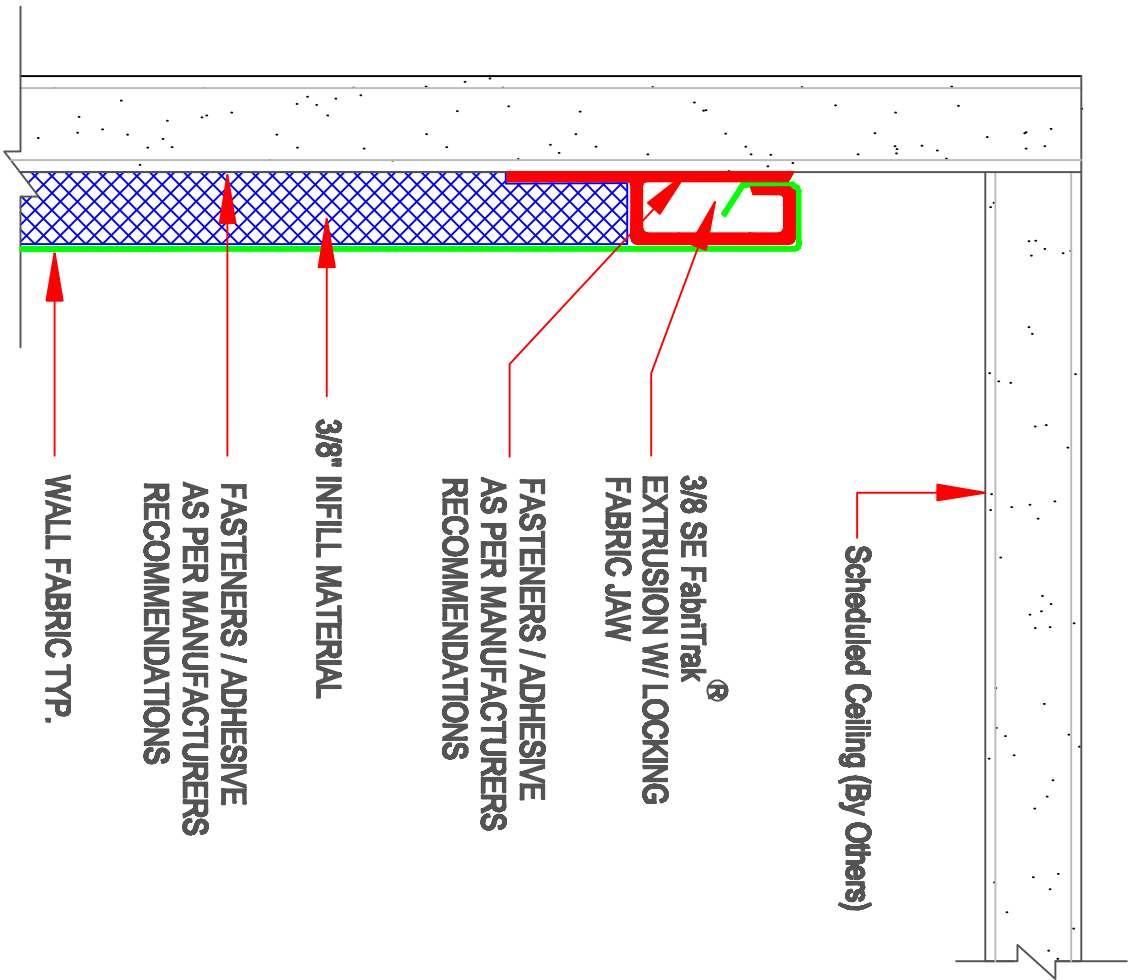 Scheduled Ceiling (By Others)
3/8 SE FabriTrak ®
EXTRUSION W/ LOCKING
FABRIC JAW
FASTENERS / ADHESIVE
AS PER MANUFACTURERS
RECOMMENDATIONS
3/8" INFILL MATERIAL
FASTENERS / ADHESIVE
AS PER MANUFACTURERS
RECOMMENDATIONS
WALL FABRIC TYP.